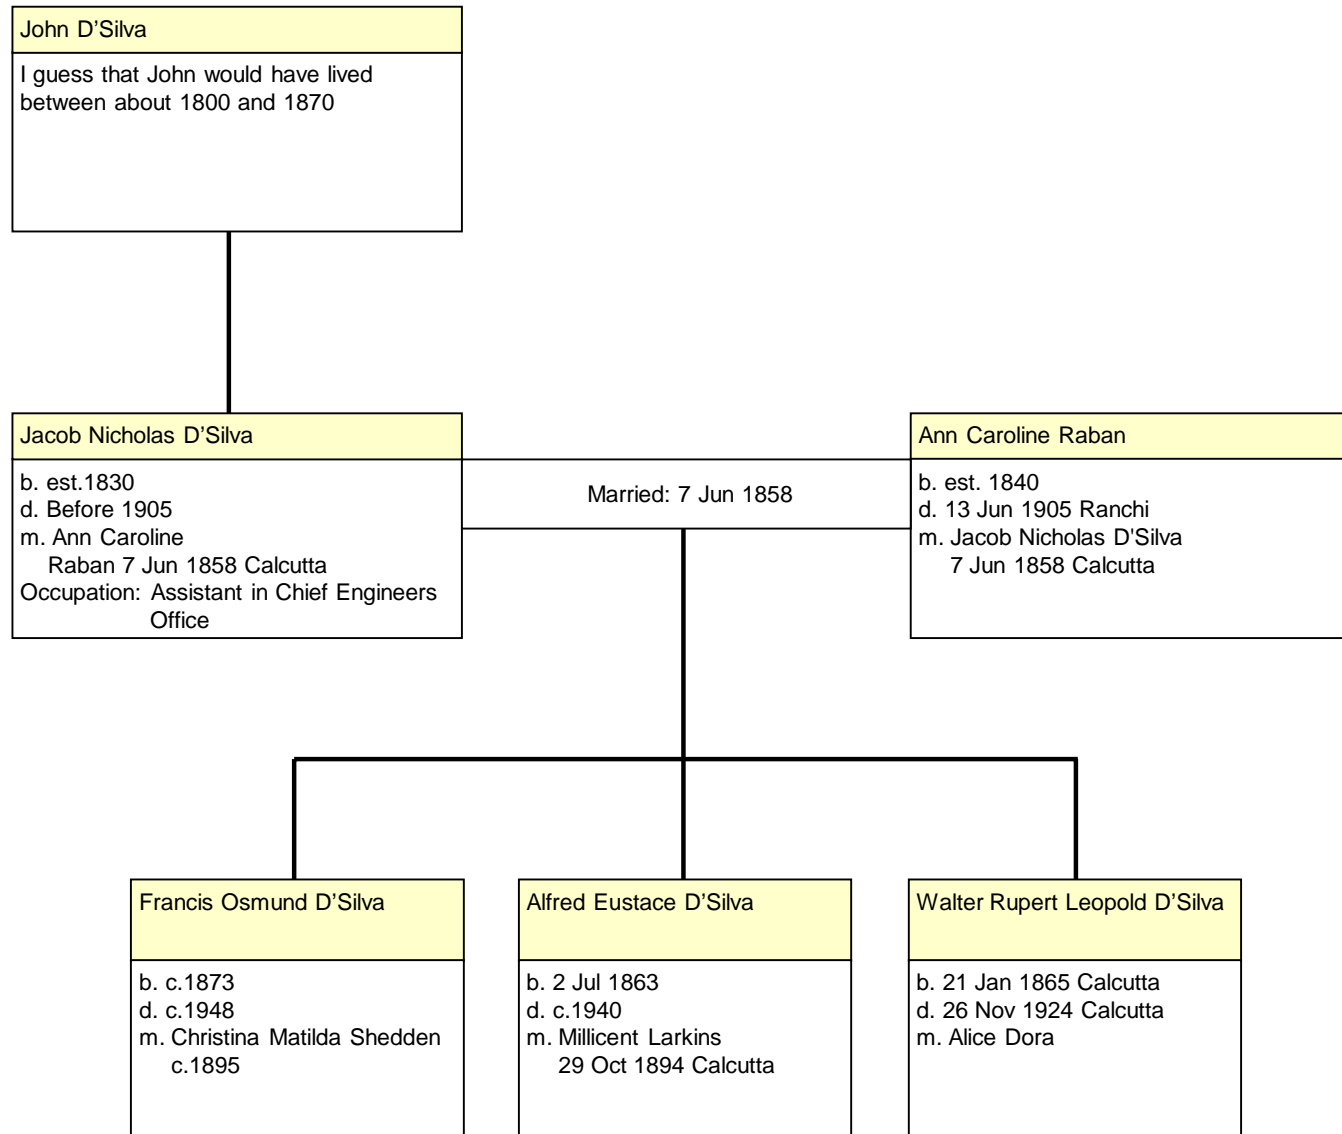 John D’Silva
I guess that John would have lived
between about 1800 and 1870
Jacob Nicholas D’Silva
b. est.1830
d. Before 1905
m. Ann Caroline
Raban 7 Jun 1858 Calcutta
Occupation: Assistant in Chief Engineers
Office
Married: 7 Jun 1858
Ann Caroline Raban
b. est. 1840
d. 13 Jun 1905 Ranchi
m. Jacob Nicholas D'Silva
7 Jun 1858 Calcutta
Francis Osmund D’Silva
b. c.1873
d. c.1948
m. Christina Matilda Shedden
c.1895
Alfred Eustace D’Silva
b. 2 Jul 1863
d. c.1940
m. Millicent Larkins
29 Oct 1894 Calcutta
Walter Rupert Leopold D’Silva
b. 21 Jan 1865 Calcutta
d. 26 Nov 1924 Calcutta
m. Alice Dora